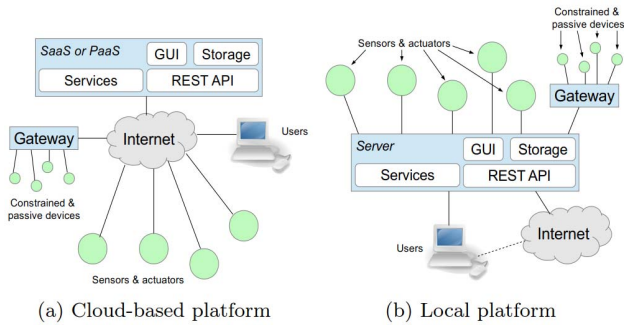 SaaS or PaaS
GUI
Storage
Services
REST API
Gateway
Internet
Users
Constrained &
passive devices
Sensors & actuators
(a) Cloud-based platform
Constrained &
passive devices
Sensors & actuators
Gateway
Server
GUI
Storage
Services
REST API
Users
Internet
(b) Local platform